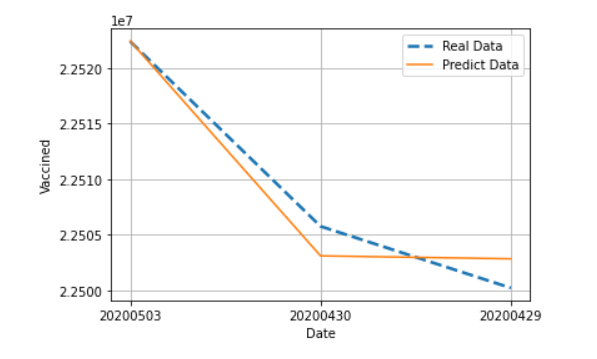 1e7
Real Data
Predict Data
2.2520
2.2515
2.2510
2.2505
2.2500
Vaccined
20200503 20200430 20200429
Date